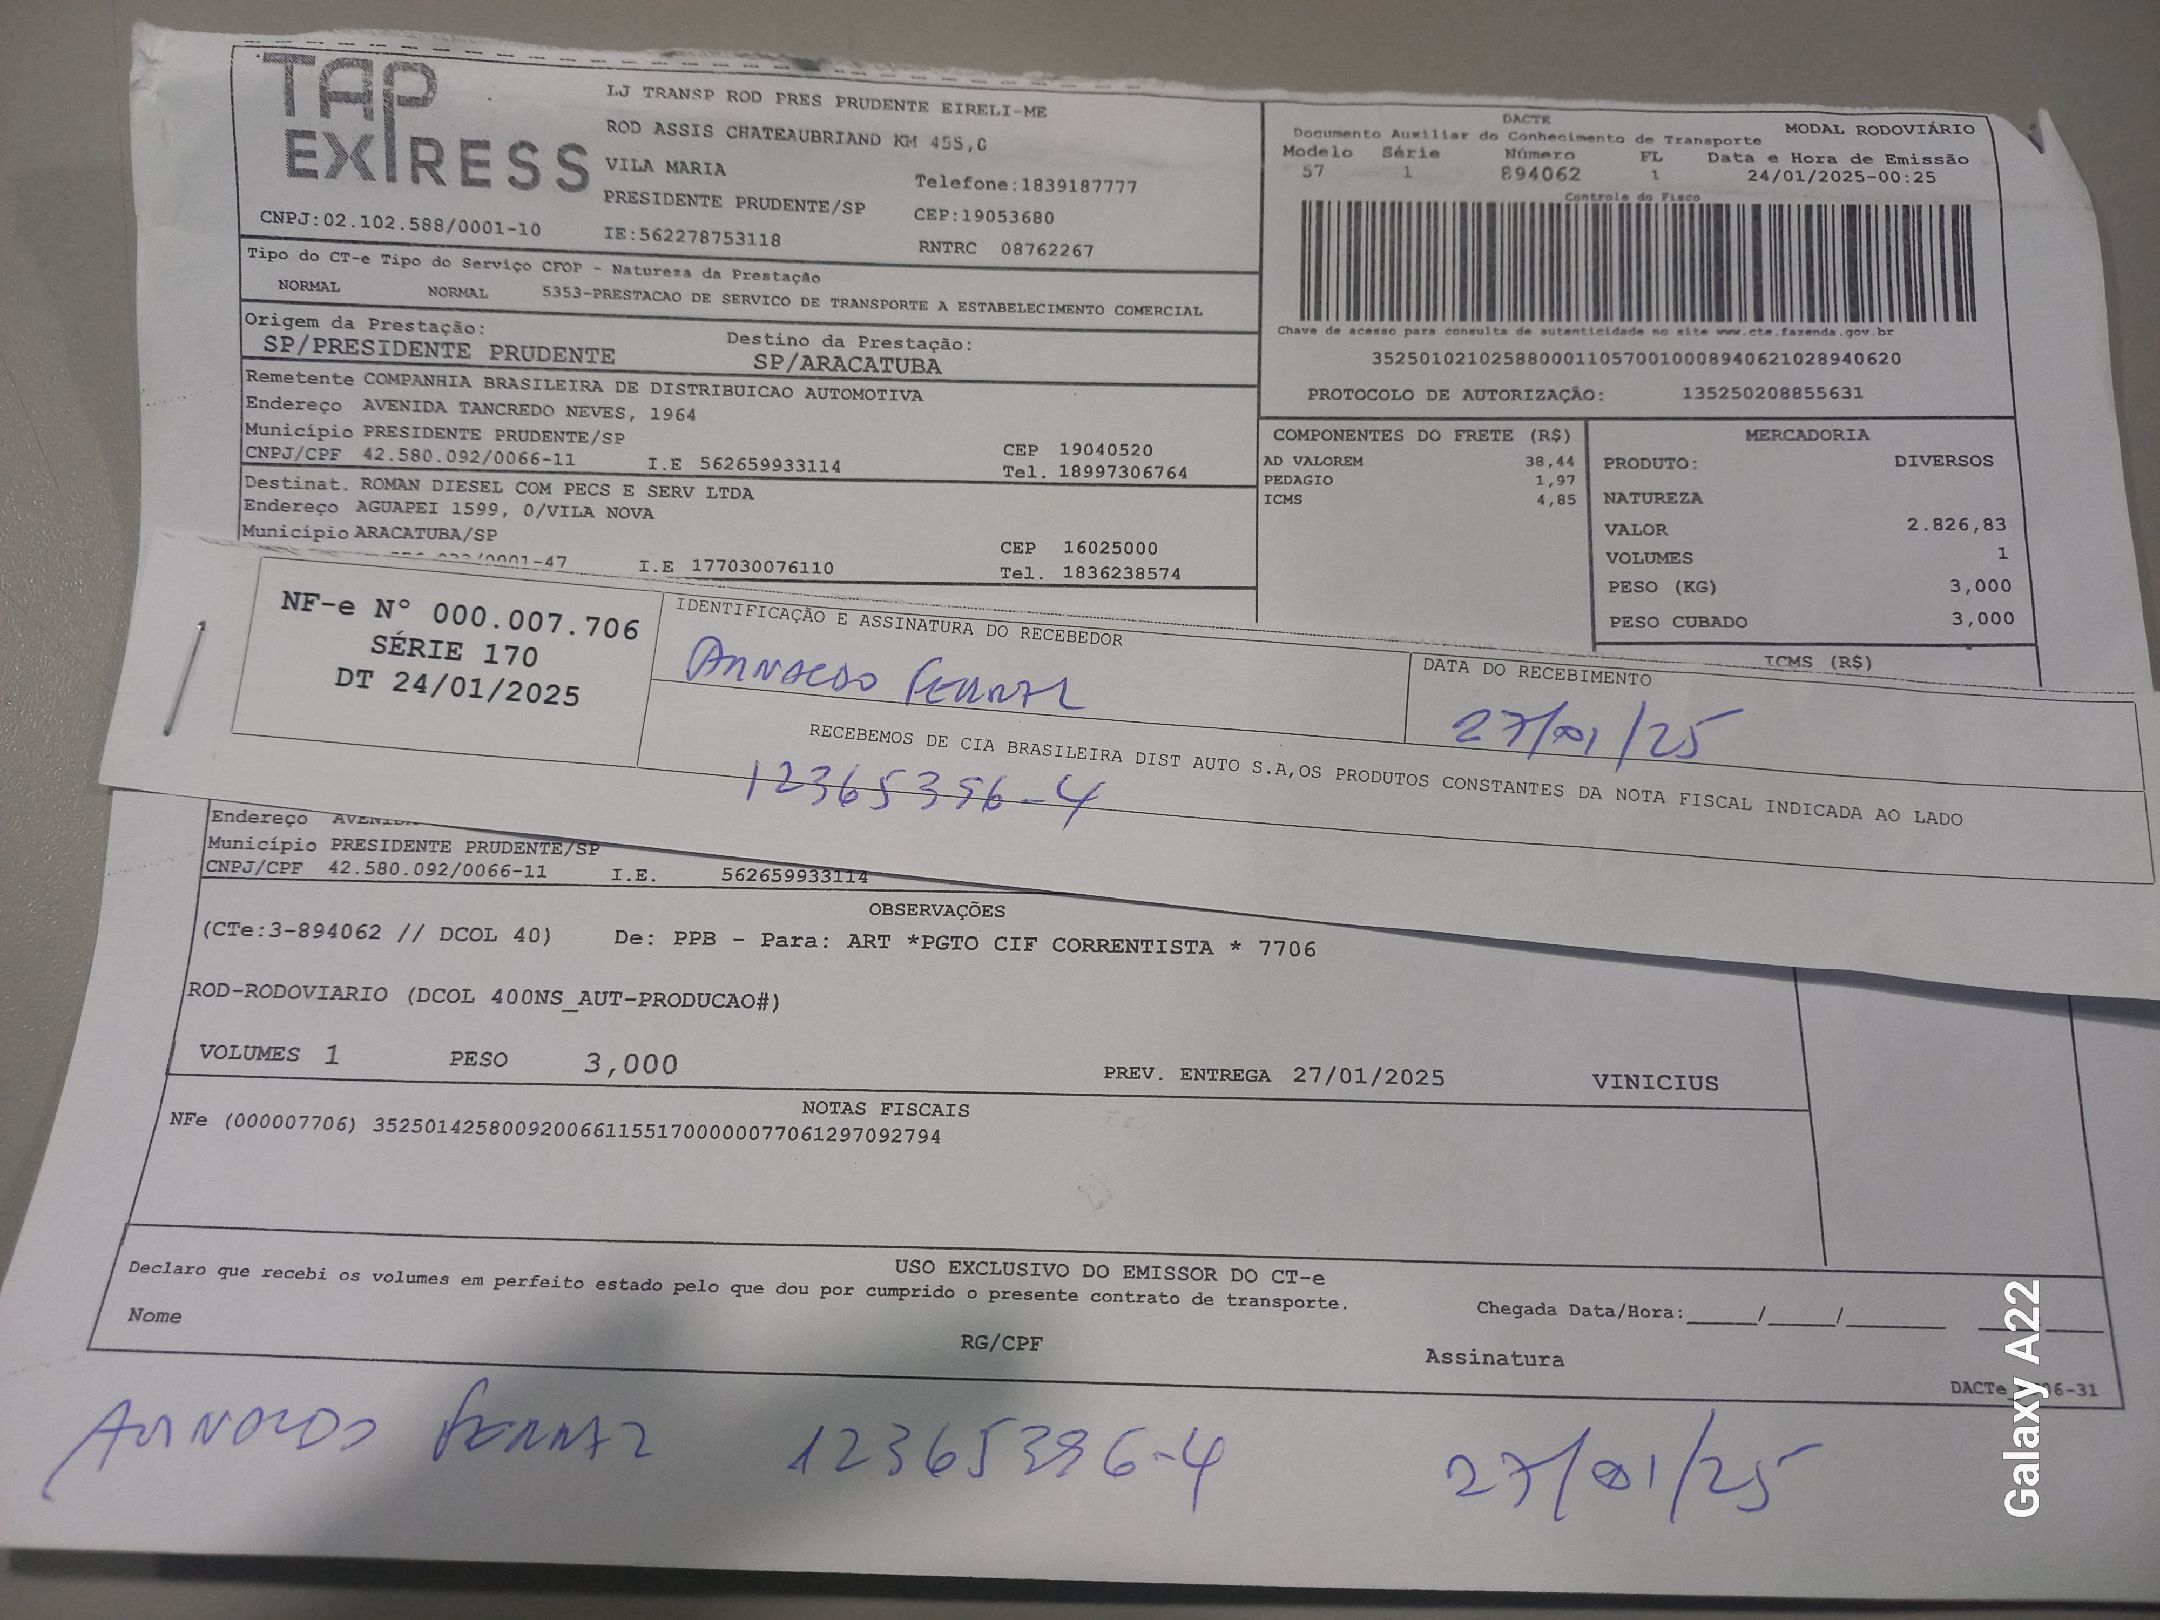 TAP
EXPRESS
CNPJ:02.102.588/0001-10
LJ TRANSP ROD PRES PRUDENTE EIRELI-ME
ROD ASSIS CHATEAUBRIAND KM 455,0
VILA MARIA
Telefone:1839187777
PRESIDENTE PRUDENTE/SP
CEP:19053680
IE:562278753118
RNTRC 08762267
DACTE
Documento Auxiliar do Conhecimento de Transporte
MODAL RODOVIÁRIO
Modelo Série Número FL Data e Hora de Emissão
57 1 894062 1 24/01/2025-00:25
Controle do Fisco
Chave de acesso para consulta de autenticidade no site www.cte.fazenda.gov.br
35250102102588000110570010008940621028940620
PROTOCOLO DE AUTORIZAÇÃO: 135250208855631
Tipo do CT-e Tipo do Serviço CFOP - Natureza da Prestação
NORMAL NORMAL 5353-PRESTACAO DE SERVICO DE TRANSPORTE A ESTABELECIMENTO COMERCIAL
Origem da Prestação:
SP/PRESIDENTE PRUDENTE
Destino da Prestação:
SP/ARACATUBA
Remetente COMPANHIA BRASILEIRA DE DISTRIBUICAO AUTOMOTIVA
Endereço AVENIDA TANCREDO NEVES, 1964
Município PRESIDENTE PRUDENTE/SP CEP 19040520
CNPJ/CPF 42.580.092/0066-11 I.E 562659933114 Tel. 18997306764
Destinat. ROMAN DIESEL COM PECS E SERV LTDA
Endereço AGUAPEI 1599, 0/VILA NOVA
Município ARACATUBA/SP CEP 16025000
/0001-47 I.E 177030076110 Tel. 1836238574
COMPONENTES DO FRETE (R$)
AD VALOREM 38,44
PEDAGIO 1,97
ICMS 4,85
MERCADORIA
PRODUTO: DIVERSOS
NATUREZA
VALOR 2.826,83
VOLUMES 1
PESO (KG) 3,000
PESO CUBADO 3,000
ICMS (R$)
NF-e N° 000.007.706
SÉRIE 170
DT 24/01/2025
IDENTIFICAÇÃO E ASSINATURA DO RECEBEDOR
Arnaldo Ferraz
DATA DO RECEBIMENTO
27/01/25
RECEBEMOS DE CIA BRASILEIRA DIST AUTO S.A,OS PRODUTOS CONSTANTES DA NOTA FISCAL INDICADA AO LADO
12365396-4
Endereço
Município PRESIDENTE PRUDENTE/SP
CNPJ/CPF 42.580.092/0066-11 I.E. 562659933114
OBSERVAÇÕES
(CTe:3-894062 // DCOL 40) De: PPB - Para: ART *PGTO CIF CORRENTISTA * 7706
ROD-RODOVIARIO (DCOL 400NS_AUT-PRODUCAO#)
VOLUMES 1 PESO 3,000 PREV. ENTREGA 27/01/2025 VINICIUS
NOTAS FISCAIS
NFe (000007706) 35250142580092006611551700000077061297092794
USO EXCLUSIVO DO EMISSOR DO CT-e
Declaro que recebi os volumes em perfeito estado pelo que dou por cumprido o presente contrato de transporte.
Chegada Data/Hora:_____/_____/_______
Nome RG/CPF Assinatura
Arnaldo Ferraz 12365396-4 27/01/25
Galaxy A22